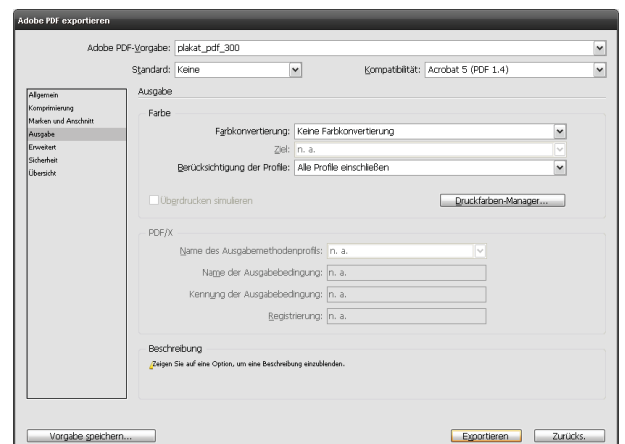 Adobe PDF exportieren
Adobe PDF-Vorgabe: plakat_pdf_300
Standard: Keine Kompatibilität: Acrobat 5 (PDF 1.4)
Allgemein
Komprimierung
Marken und Anschnitt
Ausgabe
Erweitert
Sicherheit
Übersicht
Ausgabe
Farbe
Farbkonvertierung: Keine Farbkonvertierung
Ziel: n. a.
Berücksichtigung der Profile: Alle Profile einschließen
Überdrucken simulieren Druckfarben-Manager...
PDF/X
Name des Ausgabemethodenprofils: n. a.
Name der Ausgabebedingung: n. a.
Kennung der Ausgabebedingung: n. a.
Registrierung: n. a.
Beschreibung
Zeigen Sie auf eine Option, um eine Beschreibung einzublenden.
Vorgabe speichern... Exportieren Zurücks.